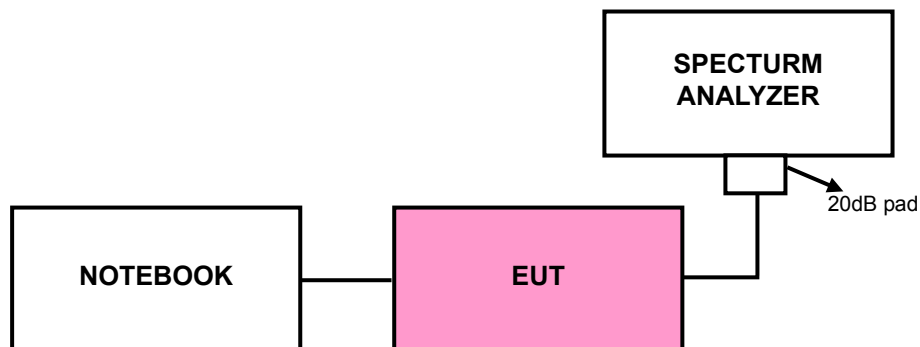 SPECTURM
ANALYZER
20dB pad
NOTEBOOK
EUT